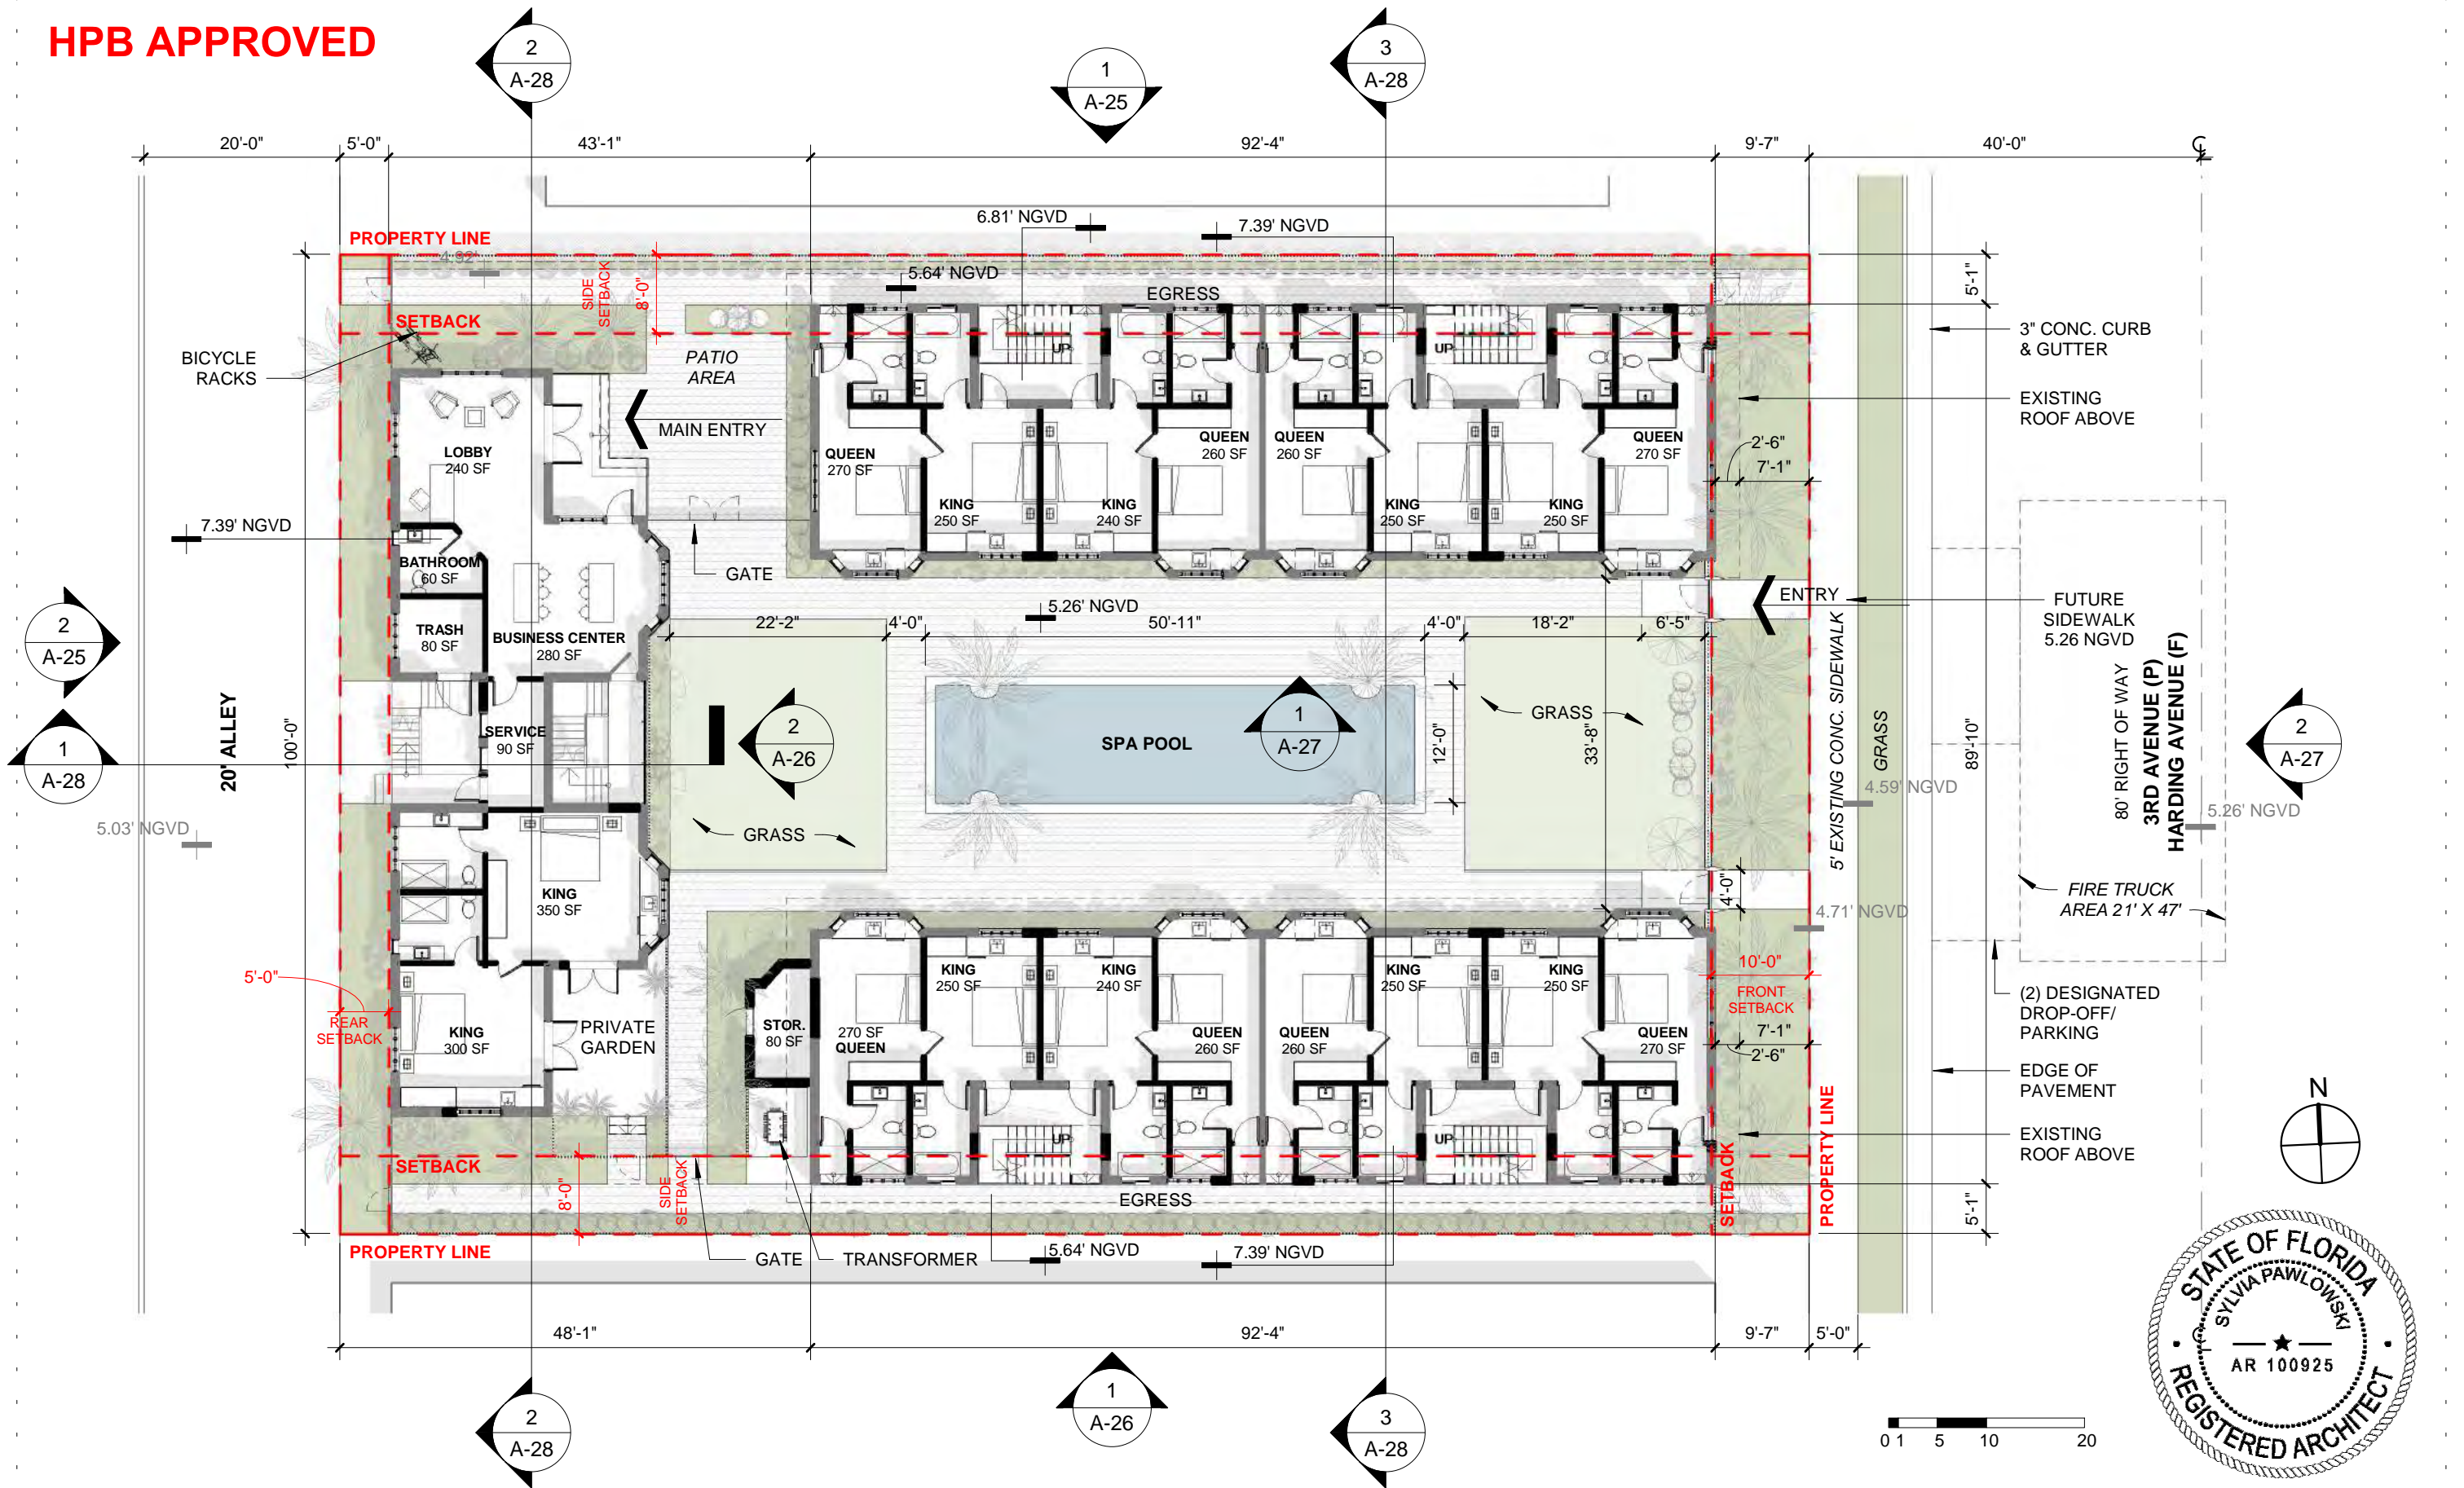 HPB APPROVED
2
A-28
1
A-25
3
A-28
20'-0"
5'-0"
43'-1"
92'-4"
9'-7"
40'-0"
6.81' NGVD
7.39' NGVD
PROPERTY LINE
4.92'
5.64' NGVD
SIDE
SETBACK
8'-0"
EGRESS
5'-1"
SETBACK
3" CONC. CURB
& GUTTER
BICYCLE
RACKS
PATIO
AREA
UP
UP
EXISTING
ROOF ABOVE
MAIN ENTRY
LOBBY
240 SF
QUEEN
270 SF
QUEEN
260 SF
QUEEN
260 SF
QUEEN
270 SF
2'-6"
7'-1"
KING
250 SF
KING
240 SF
KING
250 SF
KING
250 SF
7.39' NGVD
BATHROOM
60 SF
GATE
ENTRY
FUTURE
SIDEWALK
5.26 NGVD
5.26' NGVD
TRASH
80 SF
BUSINESS CENTER
280 SF
22'-2"
4'-0"
50'-11"
4'-0"
18'-2"
6'-5"
2
A-25
1
A-28
20' ALLEY
100'-0"
SERVICE
90 SF
2
A-26
SPA POOL
1
A-27
12'-0"
GRASS
33'-8"
5' EXISTING CONC. SIDEWALK
GRASS
89'-10"
80' RIGHT OF WAY
3RD AVENUE (P)
HARDING AVENUE (F)
2
A-27
4.59' NGVD
5.26' NGVD
5.03' NGVD
GRASS
KING
350 SF
4'-0"
FIRE TRUCK
AREA 21' X 47'
4.71' NGVD
5'-0"
REAR
SETBACK
KING
300 SF
PRIVATE
GARDEN
STOR.
80 SF
KING
250 SF
KING
240 SF
KING
250 SF
KING
250 SF
10'-0"
FRONT
SETBACK
270 SF
QUEEN
QUEEN
260 SF
QUEEN
260 SF
QUEEN
270 SF
7'-1"
2'-6"
(2) DESIGNATED
DROP-OFF/
PARKING
EDGE OF
PAVEMENT
EXISTING
ROOF ABOVE
N
UP
UP
SETBACK
8'-0"
SIDE
SETBACK
EGRESS
SETBACK
PROPERTY LINE
5'-1"
PROPERTY LINE
GATE
TRANSFORMER
5.64' NGVD
7.39' NGVD
48'-1"
92'-4"
9'-7"
5'-0"
2
A-28
1
A-26
3
A-28
0 1 5 10 20
STATE OF FLORIDA
SYLVIA PAWLOWSKI
AR 100925
REGISTERED ARCHITECT